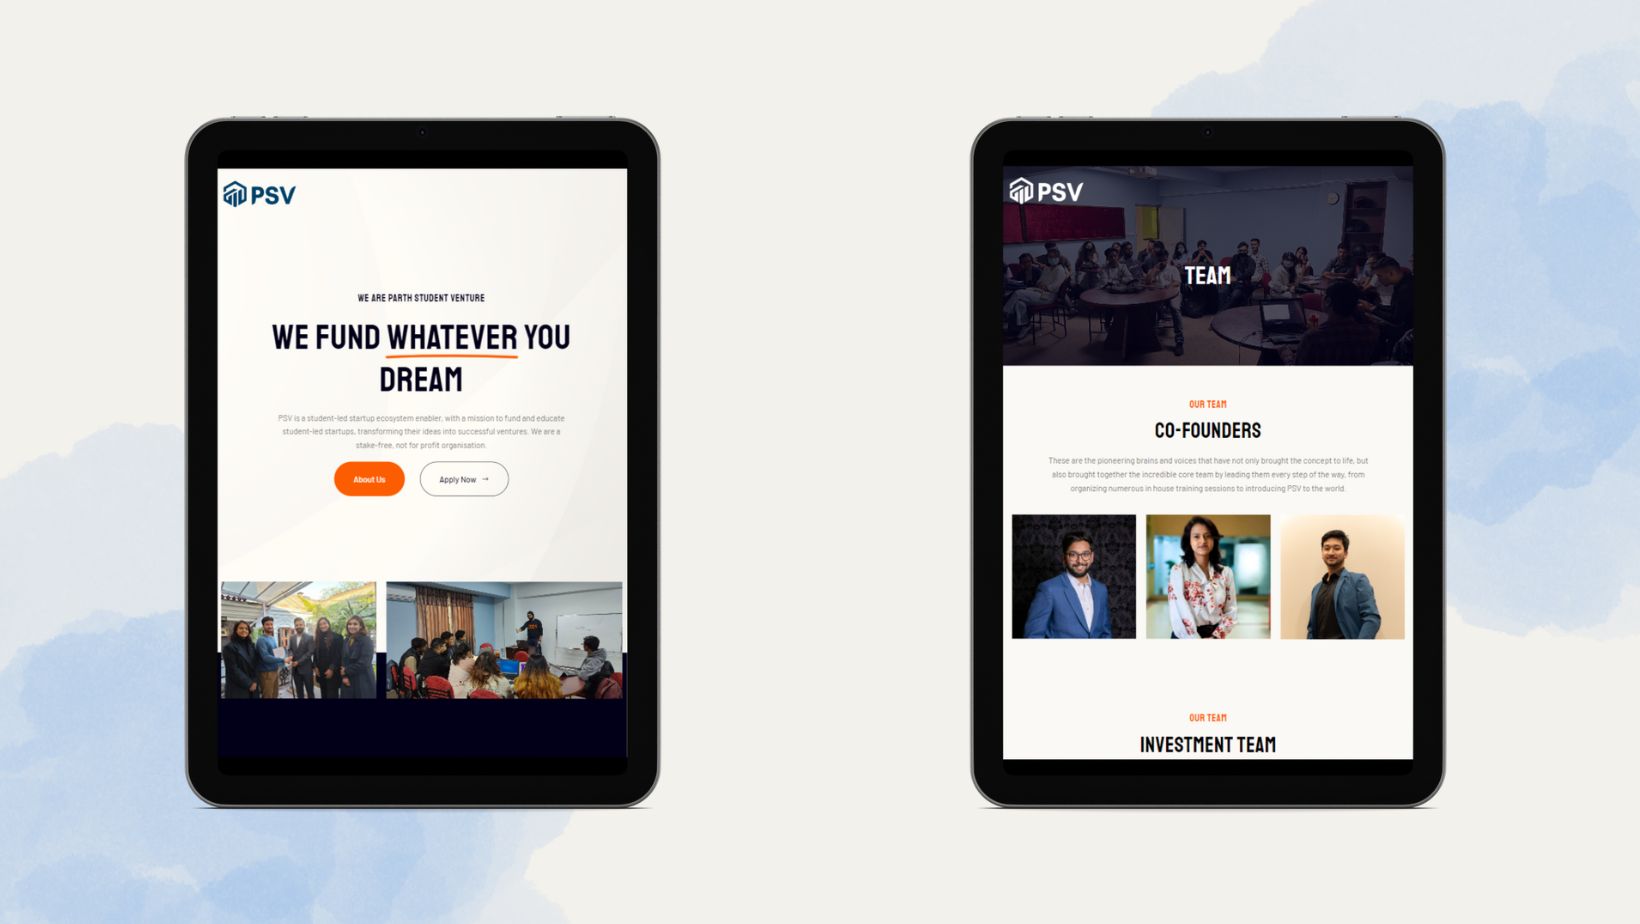 PSV
WE ARE PARTH STUDENT VENTURE
WE FUND WHATEVER YOU
DREAM
PSV is a student-led startup ecosystem enabler, with a mission to fund and educate
student-led startups, transforming their ideas into successful ventures. We are a
stake-free, not for profit organisation.
About Us
Apply Now →
PSV
TEAM
OUR TEAM
CO-FOUNDERS
These are the pioneering brains and voices that have not only brought the concept to life, but
also brought together the incredible core team by leading them every step of the way, from
organizing numerous in house training sessions to introducing PSV to the world.
OUR TEAM
INVESTMENT TEAM